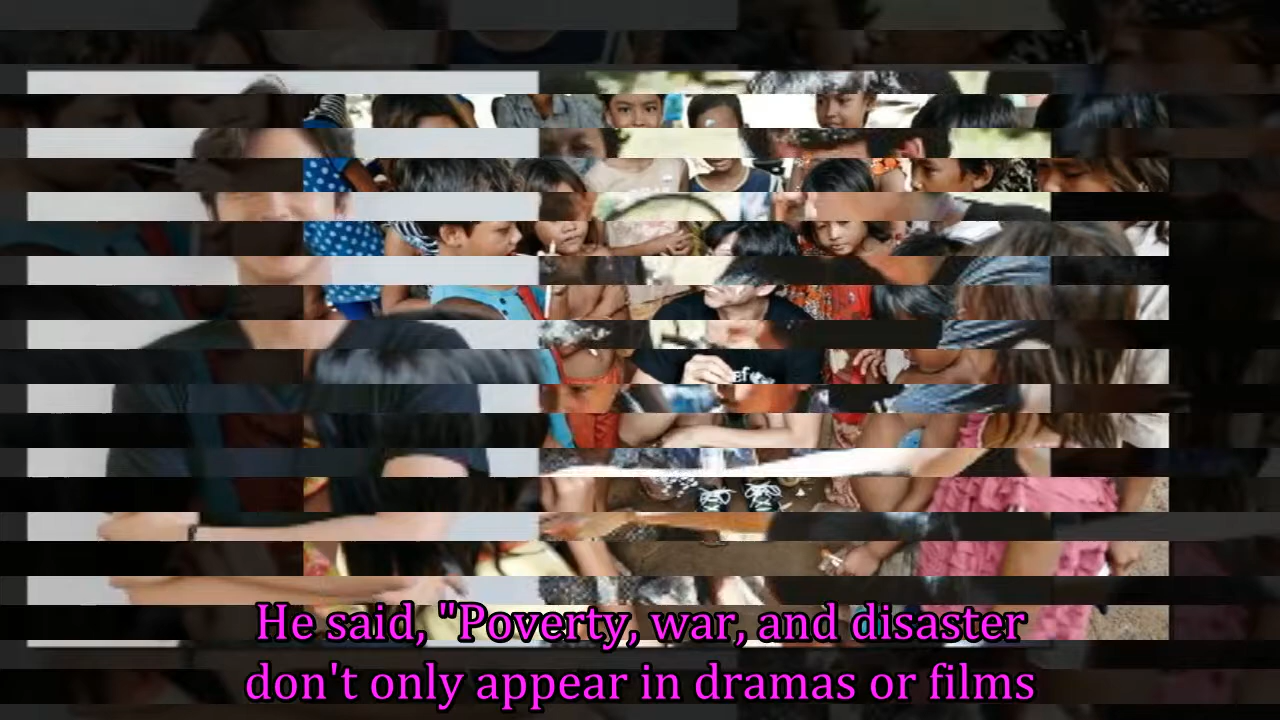 He said, "Poverty, war, and disaster
don't only appear in dramas or films